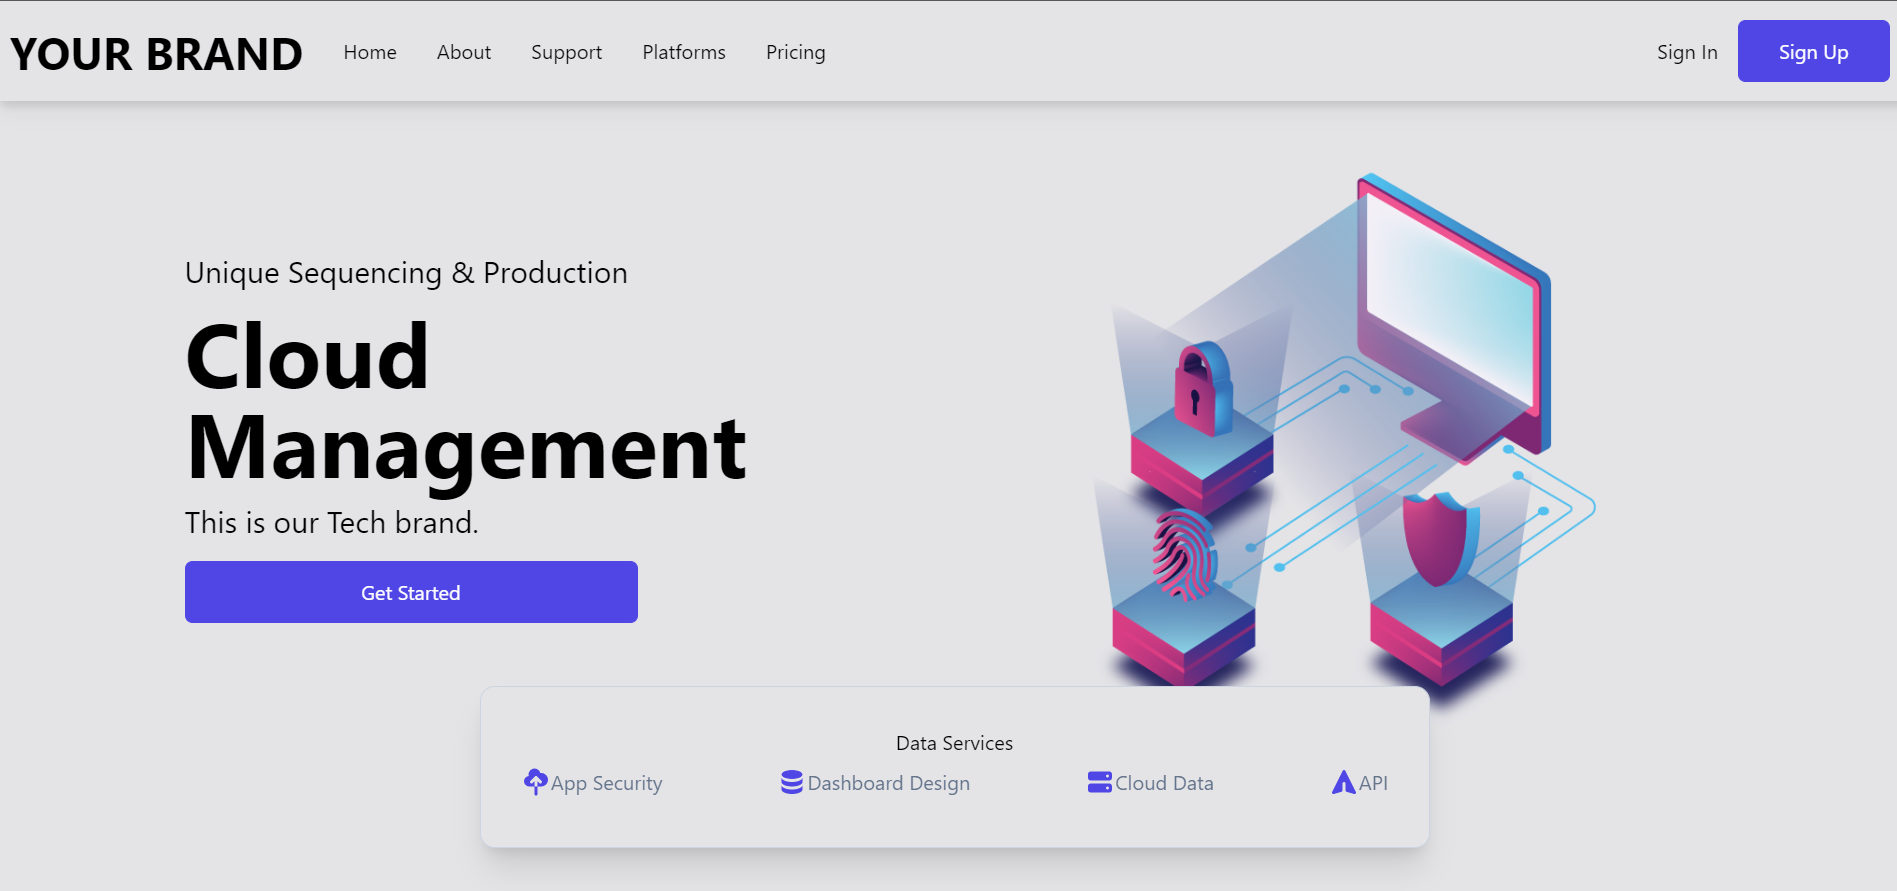 YOUR BRAND Home About Support Platforms Pricing Sign In Sign Up
Unique Sequencing & Production
Cloud
Management
This is our Tech brand.
Get Started
Data Services
App Security Dashboard Design Cloud Data API